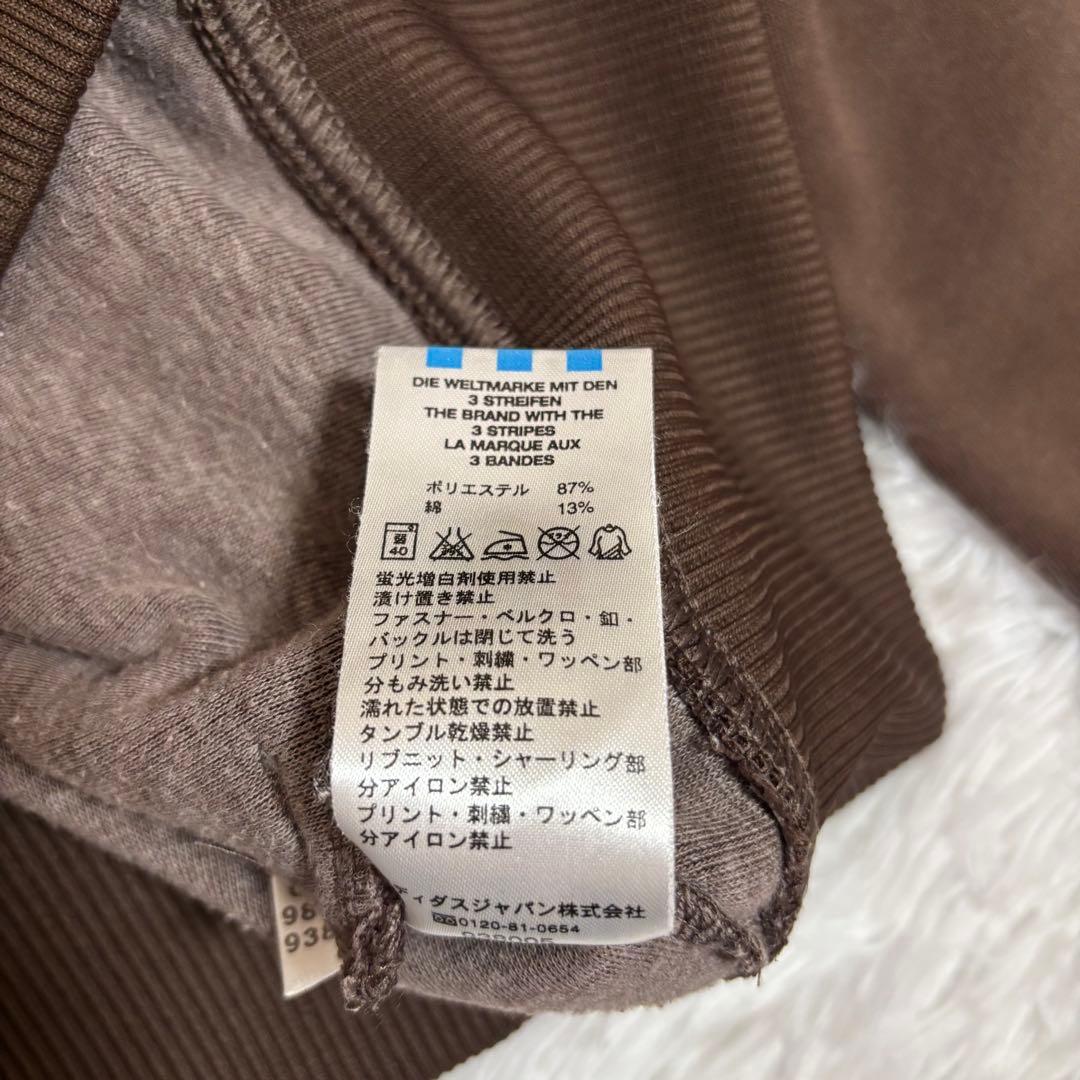 DIE WELTMARKE MIT DEN
3 STREIFEN
THE BRAND WITH THE
3 STRIPES
LA MARQUE AUX
3 BANDES
ポリエステル 87%
綿 13%
弱
40
蛍光増白剤使用禁止
漬け置き禁止
ファスナー・ベルクロ・釦・
バックルは閉じて洗う
プリント・刺繍・ワッペン部
分もみ洗い禁止
濡れた状態での放置禁止
タンブル乾燥禁止
リブニット・シャーリング部
分アイロン禁止
プリント・刺繍・ワッペン部
分アイロン禁止
ィダスジャパン株式会社
0120-81-0654
98
938